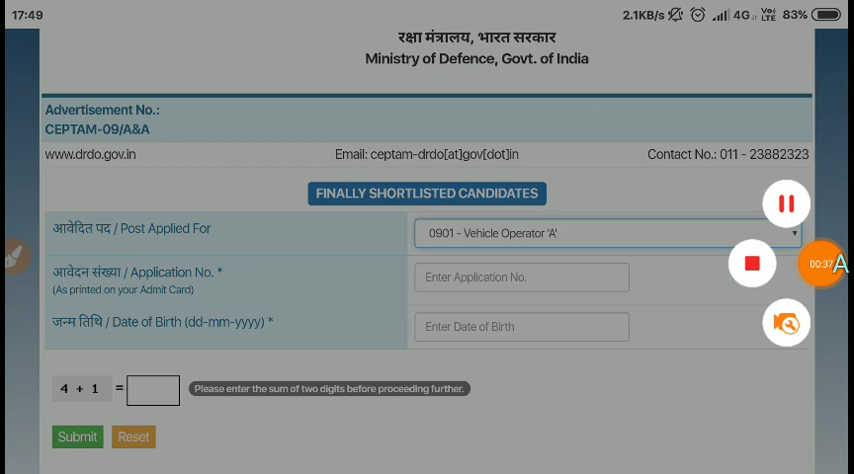 17:49 2.1KB/s 4G VoLTE 83%
रक्षा मंत्रालय, भारत सरकार
Ministry of Defence, Govt. of India
Advertisement No.:
CEPTAM-09/A&A
www.drdo.gov.in Email: ceptam-drdo[at]gov[dot]in Contact No.: 011 - 23882323
FINALLY SHORTLISTED CANDIDATES
आवेदित पद / Post Applied For 0901 - Vehicle Operator 'A'
आवेदन संख्या / Application No. * Enter Application No.
(As printed on your Admit Card)
जन्म तिथि / Date of Birth (dd-mm-yyyy) * Enter Date of Birth
00:37 A
4 + 1 = Please enter the sum of two digits before proceeding further.
Submit Reset